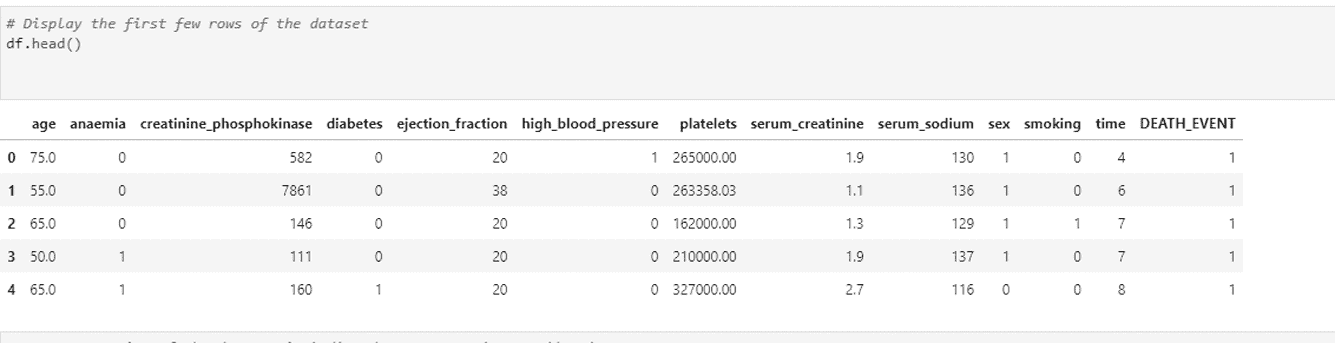 # Display the first few rows of the dataset
df.head()
age anaemia creatinine_phosphokinase diabetes ejection_fraction high_blood_pressure platelets serum_creatinine serum_sodium sex smoking time DEATH_EVENT
0 75.0 0 582 0 20 1 265000.00 1.9 130 1 0 4 1
1 55.0 0 7861 0 38 0 263358.03 1.1 136 1 0 6 1
2 65.0 0 146 0 20 0 162000.00 1.3 129 1 1 7 1
3 50.0 1 111 0 20 0 210000.00 1.9 137 1 0 7 1
4 65.0 1 160 1 20 0 327000.00 2.7 116 0 0 8 1